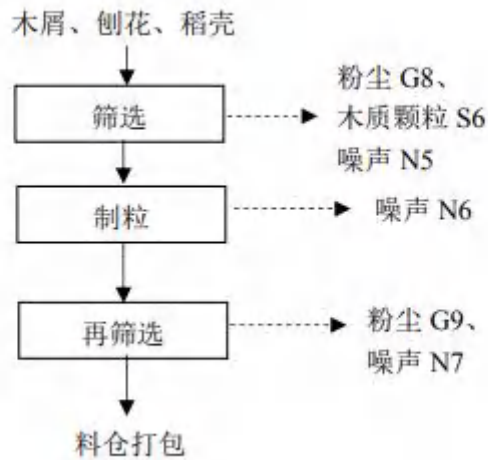 木屑、刨花、稻壳
筛选
粉尘 G8、
木质颗粒 S6
噪声 N5
制粒
噪声 N6
再筛选
粉尘 G9、
噪声 N7
料仓打包